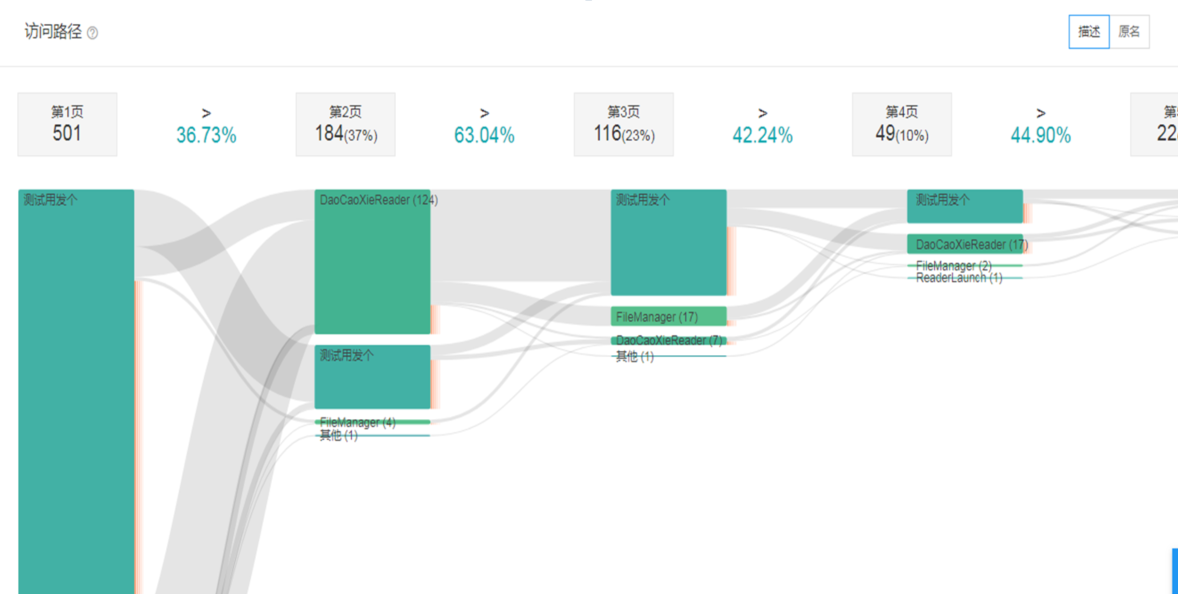 访问路径
描述 原名
第1页 > 第2页 > 第3页 > 第4页 >
501 36.73% 184(37%) 63.04% 116(23%) 42.24% 49(10%) 44.90% 22
测试用发个 DaoCaoXieReader (124) 测试用发个 测试用发个
DaoCaoXieReader (17)
FileManager (2)
ReaderLaunch (1)
FileManager (17)
DaoCaoXieReader (7)
测试用发个 其他 (1)
FileManager (4)
其他 (1)